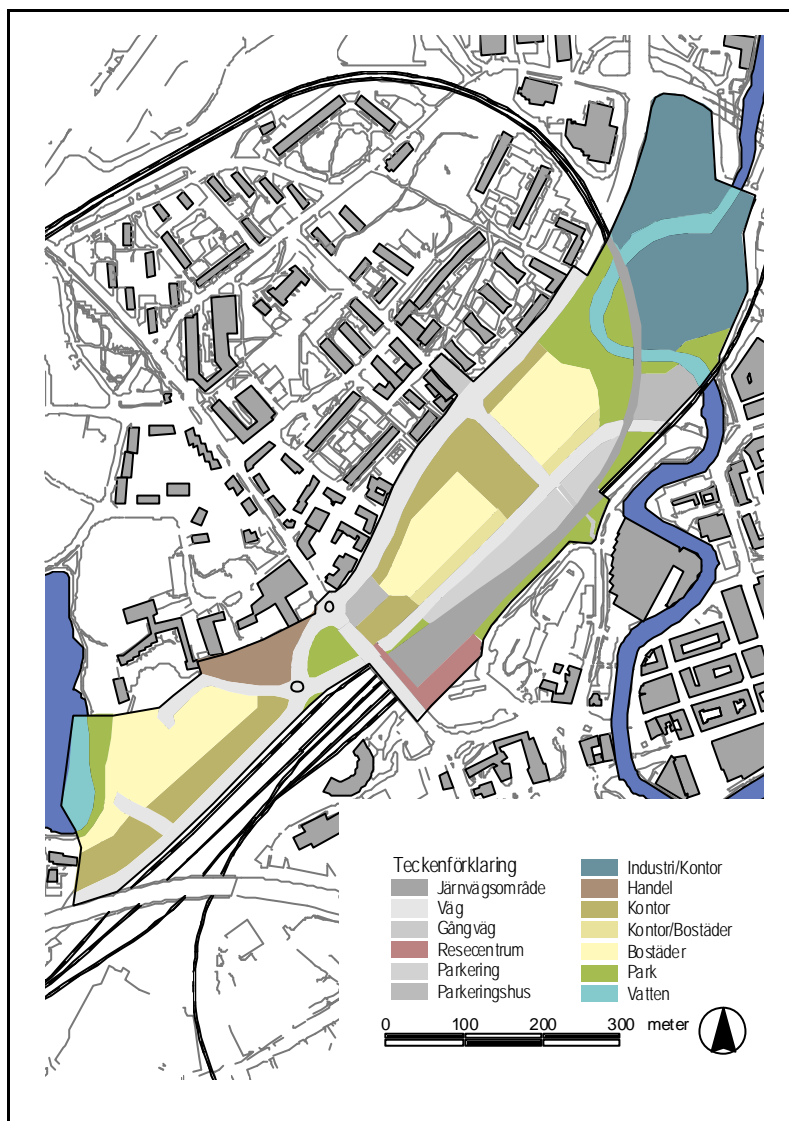 Teckenförklaring
Järnvägsområde
Väg
Gångväg
Resecentrum
Parkering
Parkeringshus
Industri/Kontor
Handel
Kontor
Kontor/Bostäder
Bostäder
Park
Vatten
0 100 200 300 meter